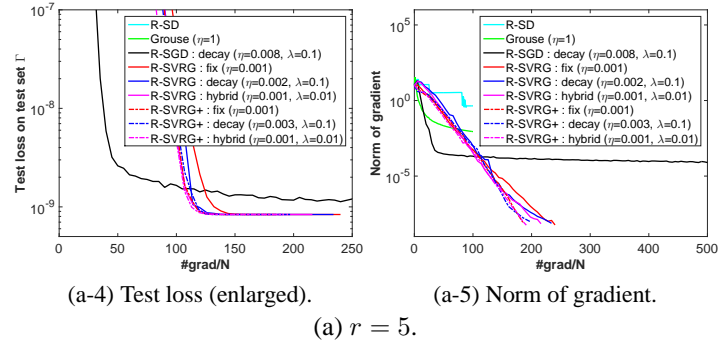 10^-7
10^-8
10^-9
Test loss on test set Γ
R-SD
Grouse (η=1)
R-SGD : decay (η=0.008, λ=0.1)
R-SVRG : fix (η=0.001)
R-SVRG : decay (η=0.002, λ=0.1)
R-SVRG : hybrid (η=0.001, λ=0.01)
R-SVRG+ : fix (η=0.001)
R-SVRG+ : decay (η=0.003, λ=0.1)
R-SVRG+ : hybrid (η=0.001, λ=0.01)
0 50 100 150 200 250
#grad/N
(a-4) Test loss (enlarged).
10^5
10^0
10^-5
Norm of gradient
R-SD
Grouse (η=1)
R-SGD : decay (η=0.008, λ=0.1)
R-SVRG : fix (η=0.001)
R-SVRG : decay (η=0.002, λ=0.1)
R-SVRG : hybrid (η=0.001, λ=0.01)
R-SVRG+ : fix (η=0.001)
R-SVRG+ : decay (η=0.003, λ=0.1)
R-SVRG+ : hybrid (η=0.001, λ=0.01)
0 100 200 300 400 500
#grad/N
(a-5) Norm of gradient.
(a) r = 5.